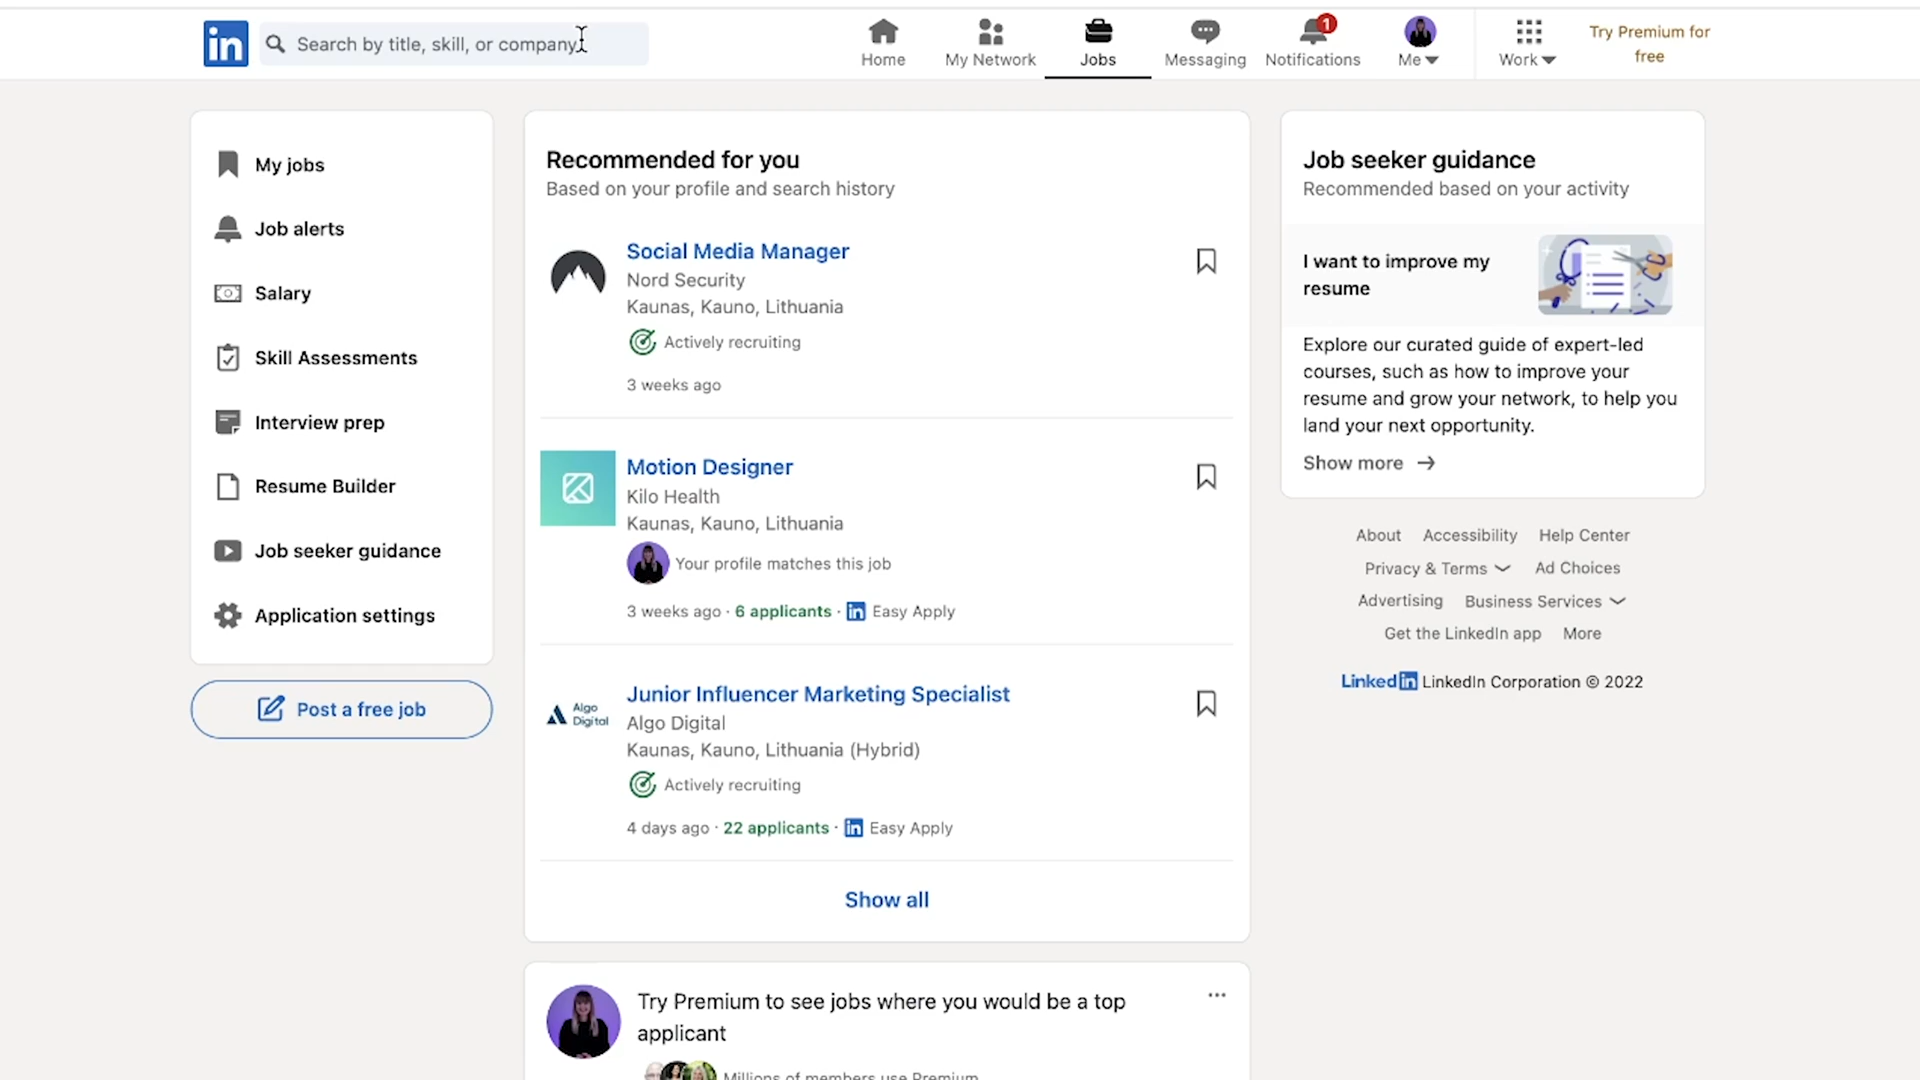 in
Search by title, skill, or company
Home
My Network
Jobs
Messaging
1
Notifications
Me
Work
Try Premium for
free
My jobs
Job alerts
Salary
Skill Assessments
Interview prep
Resume Builder
Job seeker guidance
Application settings
Post a free job
Recommended for you
Based on your profile and search history
Social Media Manager
Nord Security
Kaunas, Kauno, Lithuania
Actively recruiting
3 weeks ago
Motion Designer
Kilo Health
Kaunas, Kauno, Lithuania
Your profile matches this job
3 weeks ago · 6 applicants · in Easy Apply
Algo
Digital
Junior Influencer Marketing Specialist
Algo Digital
Kaunas, Kauno, Lithuania (Hybrid)
Actively recruiting
4 days ago · 22 applicants · in Easy Apply
Show all
Try Premium to see jobs where you would be a top
applicant
Millions of members use Premium
Job seeker guidance
Recommended based on your activity
I want to improve my
resume
Explore our curated guide of expert-led
courses, such as how to improve your
resume and grow your network, to help you
land your next opportunity.
Show more →
About Accessibility Help Center
Privacy & Terms Ad Choices
Advertising Business Services
Get the LinkedIn app More
LinkedIn LinkedIn Corporation © 2022